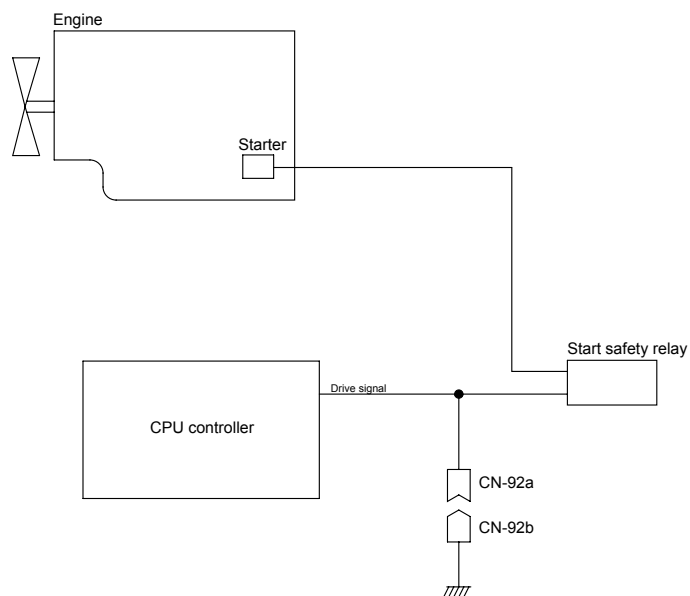 Engine
Starter
Start safety relay
Drive signal
CPU controller
CN-92a
CN-92b